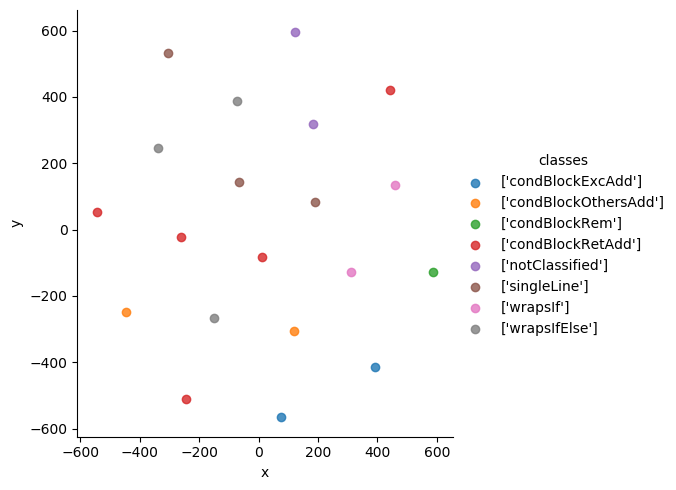 600
400
200
0
−200
−400
−600
y
−600 −400 −200 0 200 400 600
x
classes
['condBlockExcAdd']
['condBlockOthersAdd']
['condBlockRem']
['condBlockRetAdd']
['notClassified']
['singleLine']
['wrapsIf']
['wrapsIfElse']